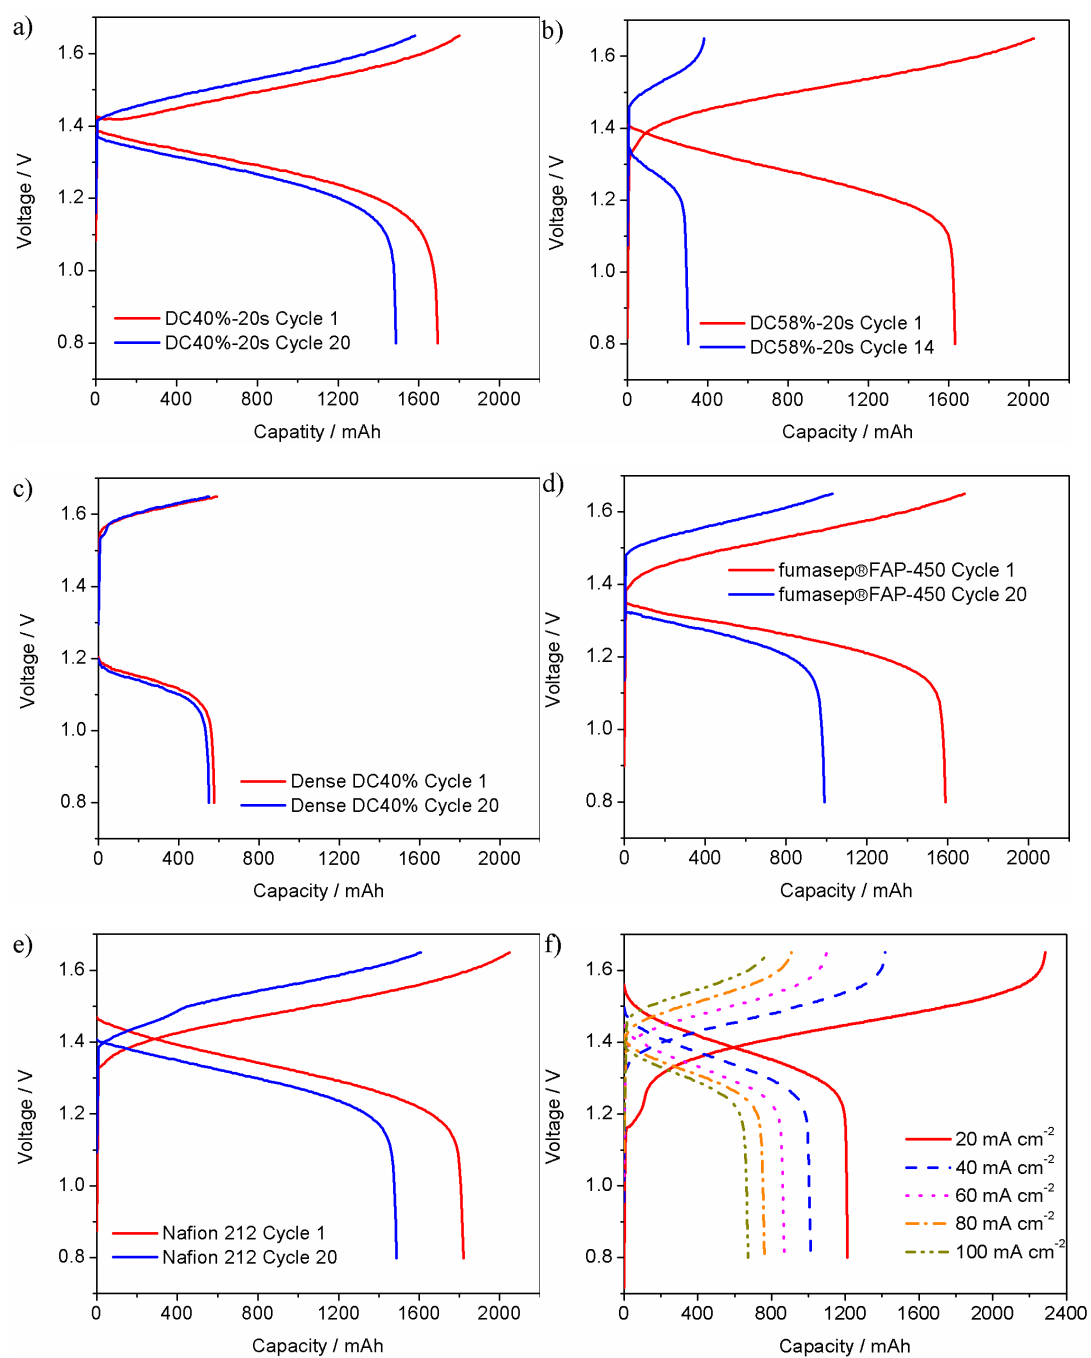 a)
1.6
1.4
1.2
1.0
0.8
Voltage / V
DC40%-20s Cycle 1
DC40%-20s Cycle 20
0 400 800 1200 1600 2000
Capatity / mAh
b)
1.6
1.4
1.2
1.0
0.8
Voltage / V
DC58%-20s Cycle 1
DC58%-20s Cycle 14
0 400 800 1200 1600 2000
Capacity / mAh
c)
1.6
1.4
1.2
1.0
0.8
Voltage / V
Dense DC40% Cycle 1
Dense DC40% Cycle 20
0 400 800 1200 1600 2000
Capacity / mAh
d)
1.6
1.4
1.2
1.0
0.8
Voltage / V
fumasep®FAP-450 Cycle 1
fumasep®FAP-450 Cycle 20
0 400 800 1200 1600 2000
Capacity / mAh
e)
1.6
1.4
1.2
1.0
0.8
Voltage / V
Nafion 212 Cycle 1
Nafion 212 Cycle 20
0 400 800 1200 1600 2000
Capacity / mAh
f)
1.6
1.4
1.2
1.0
0.8
Voltage / V
20 mA cm⁻²
40 mA cm⁻²
60 mA cm⁻²
80 mA cm⁻²
100 mA cm⁻²
0 400 800 1200 1600 2000 2400
Capacity / mAh